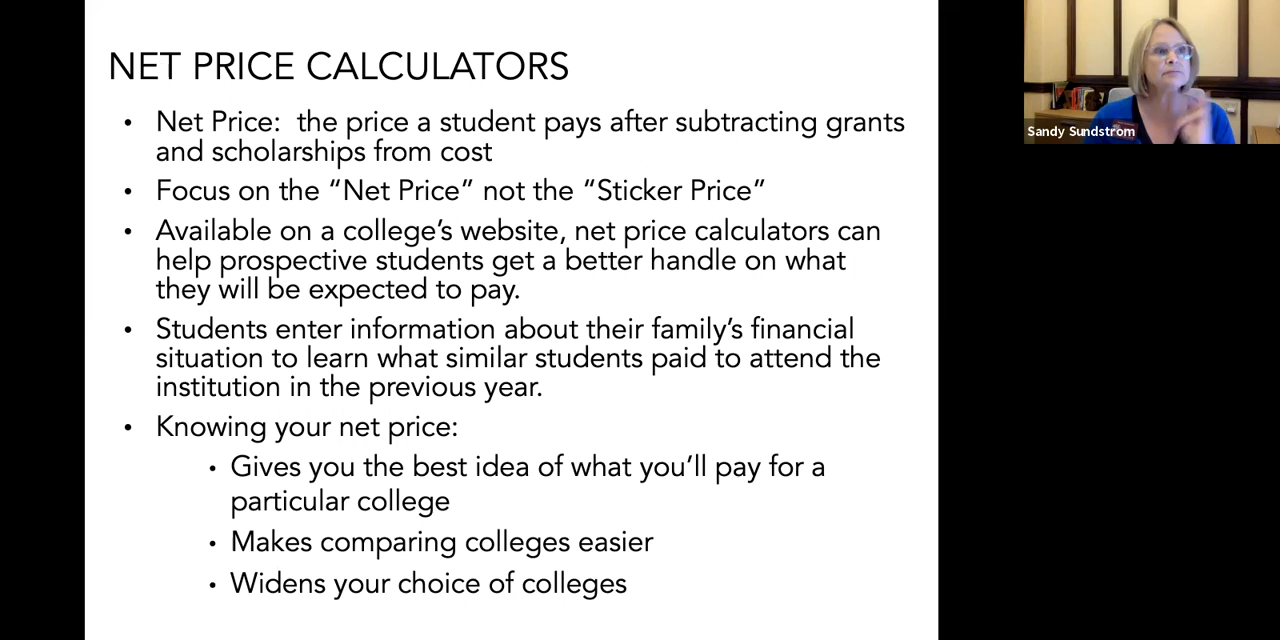 NET PRICE CALCULATORS
• Net Price:  the price a student pays after subtracting grants
and scholarships from cost
• Focus on the “Net Price” not the “Sticker Price”
• Available on a college’s website, net price calculators can
help prospective students get a better handle on what
they will be expected to pay.
• Students enter information about their family’s financial
situation to learn what similar students paid to attend the
institution in the previous year.
• Knowing your net price:
• Gives you the best idea of what you’ll pay for a
particular college
• Makes comparing colleges easier
• Widens your choice of colleges
Sandy Sundstrom